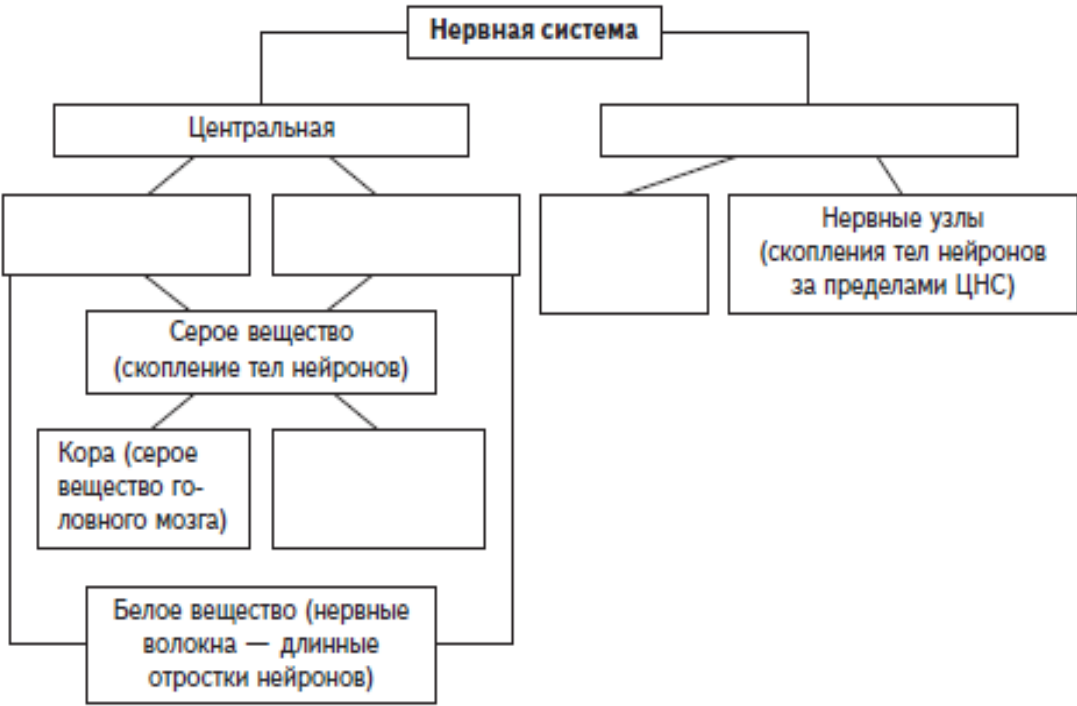 Нервная система
Центральная
Нервные узлы
(скопления тел нейронов
за пределами ЦНС)
Серое вещество
(скопление тел нейронов)
Кора (серое
вещество го-
ловного мозга)
Белое вещество (нервные
волокна — длинные
отростки нейронов)